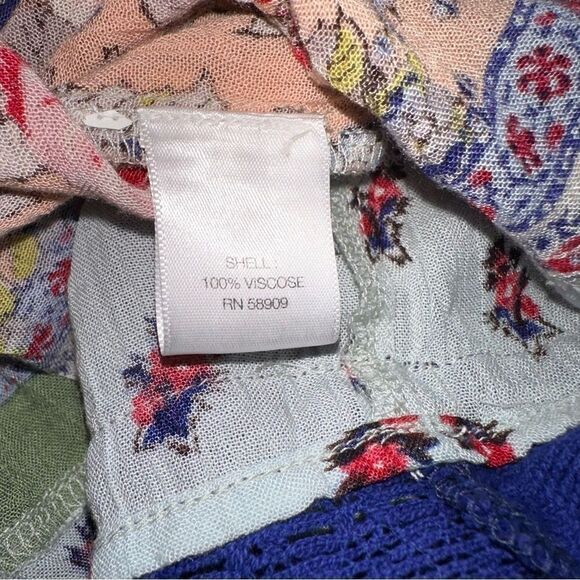 SHELL :
100% VISCOSE
RN 58909